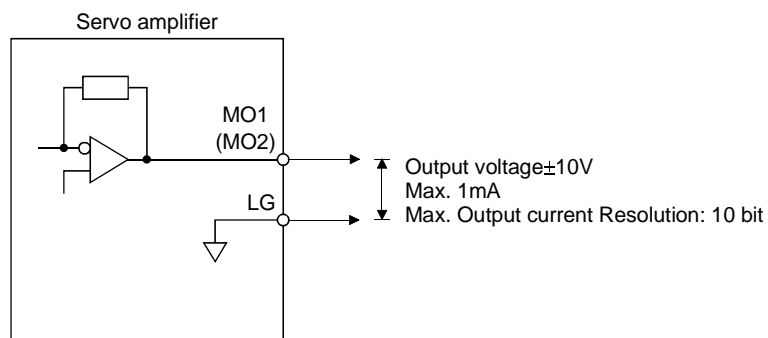 Servo amplifier
MO1
(MO2)
LG
Output voltage±10V
Max. 1mA
Max. Output current Resolution: 10 bit